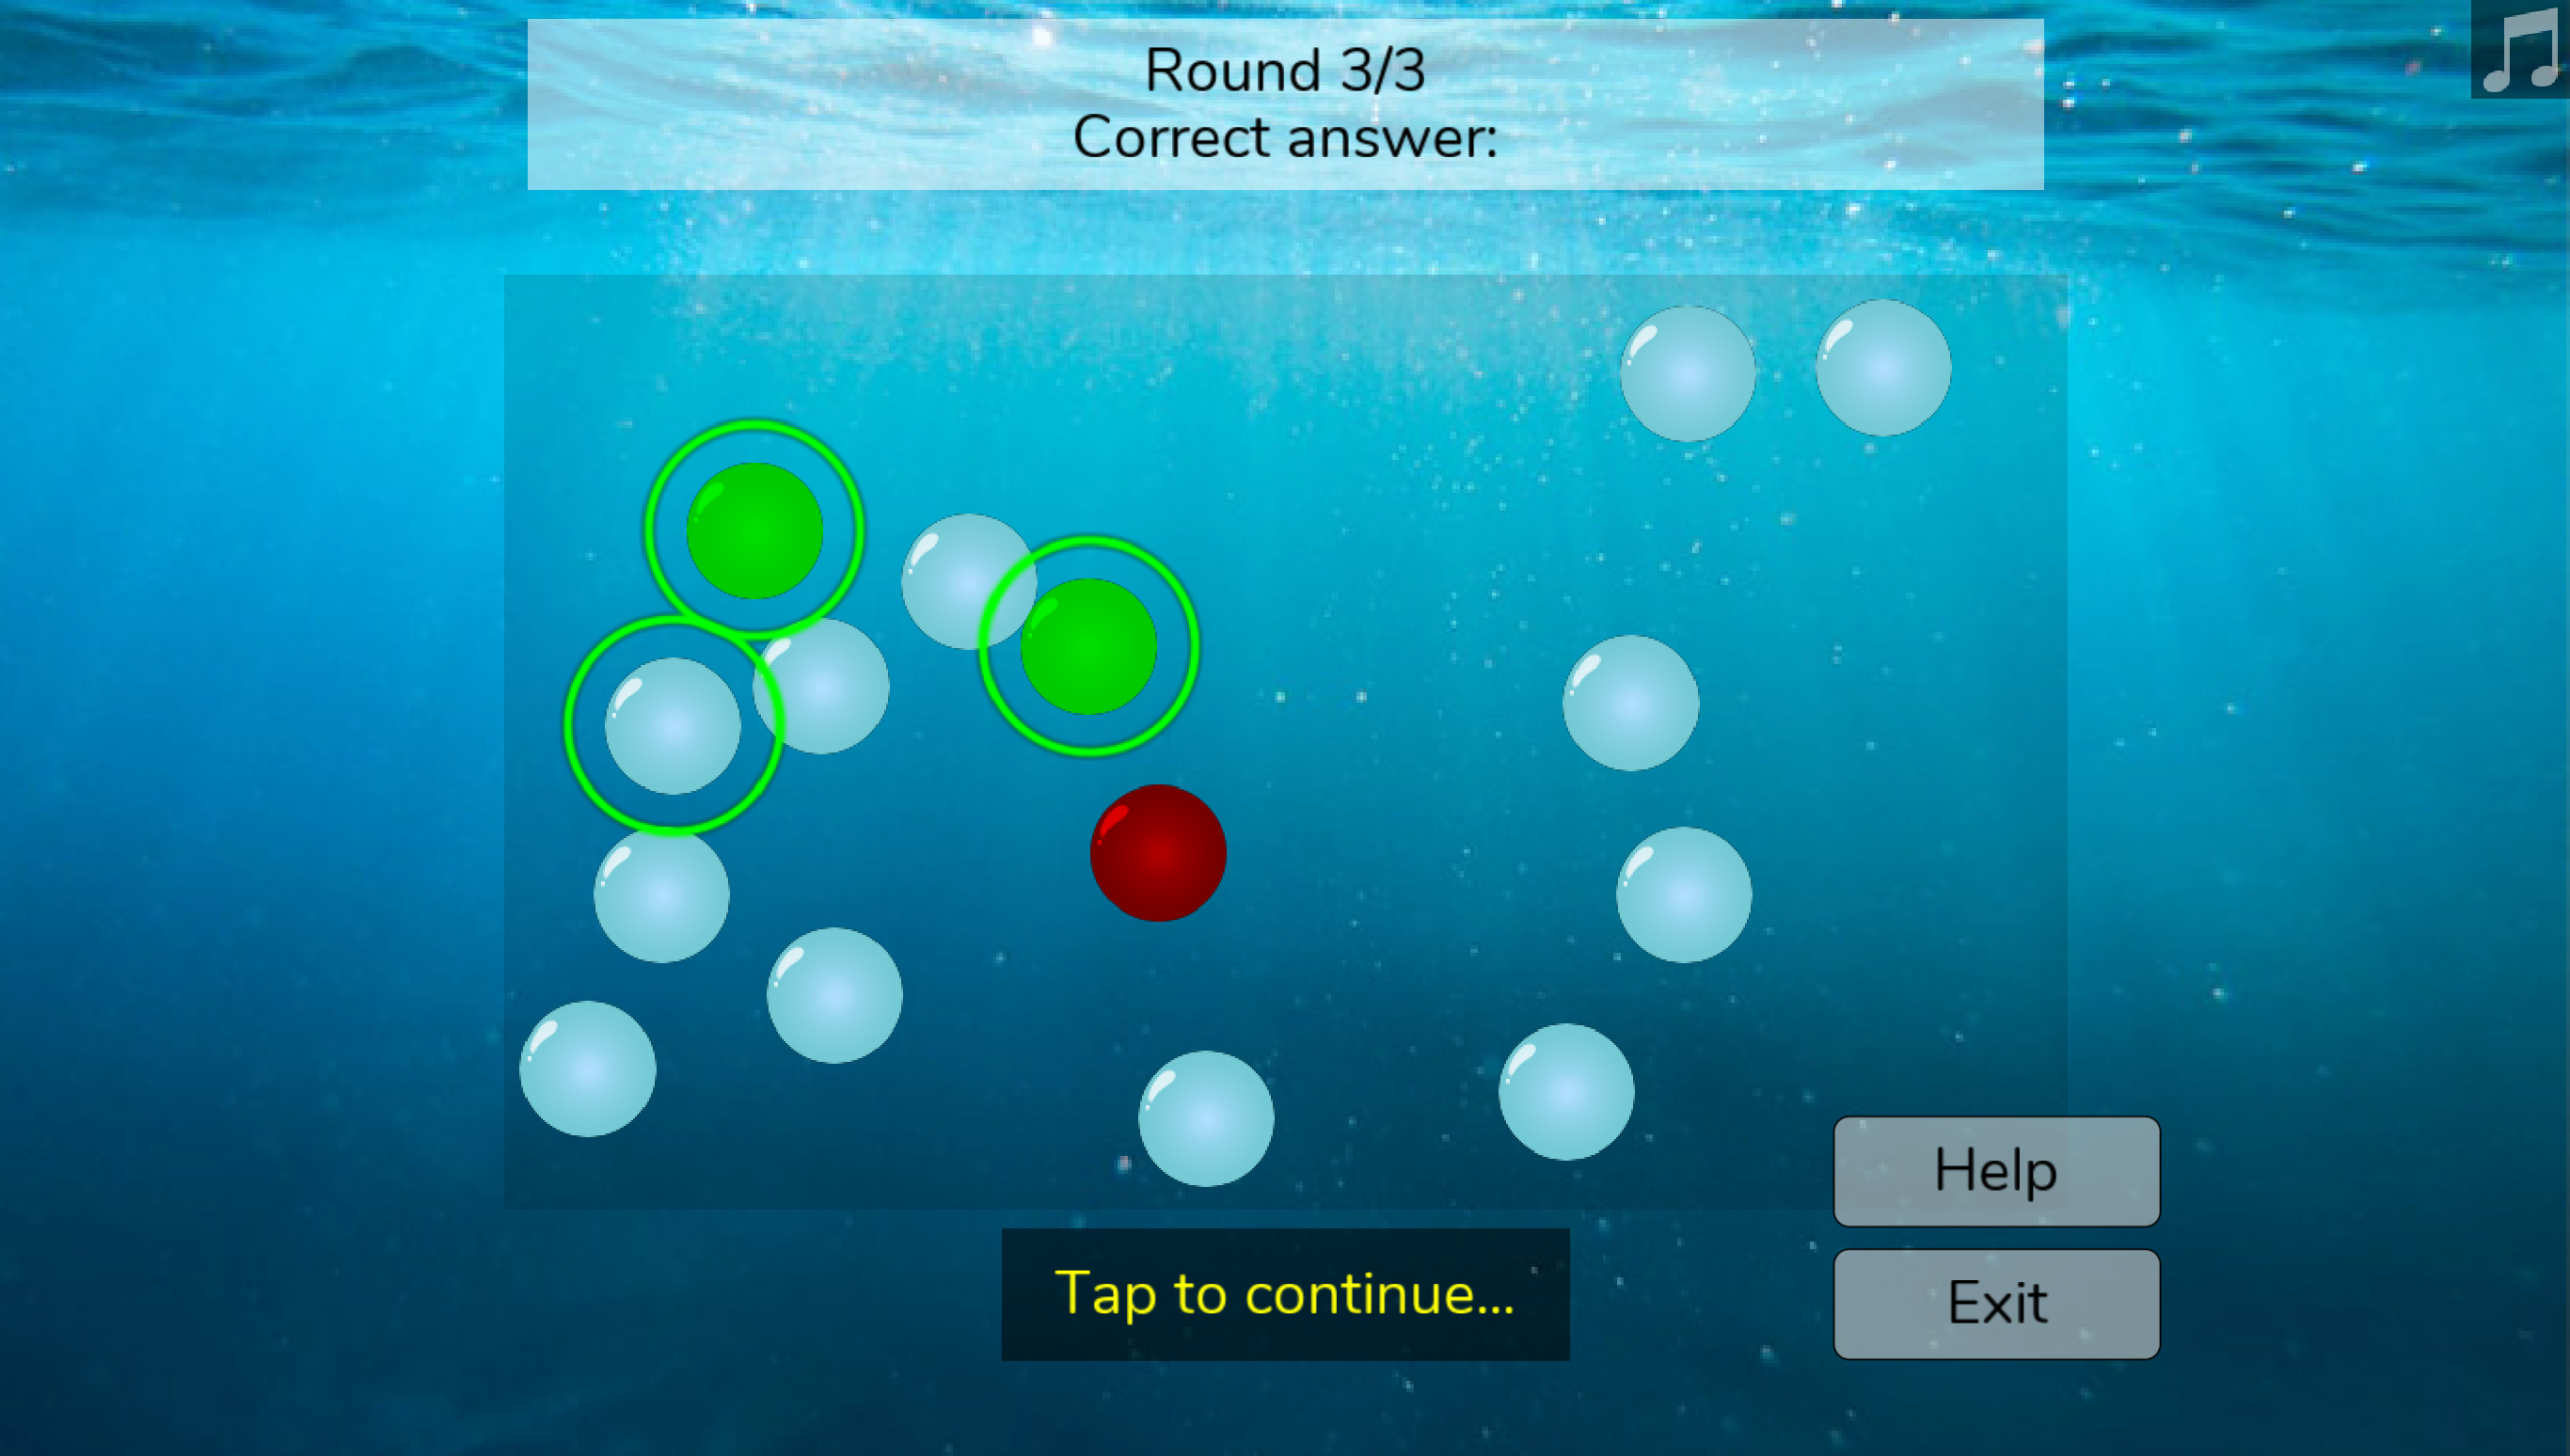 Round 3/3
Correct answer:
Help
Tap to continue...
Exit